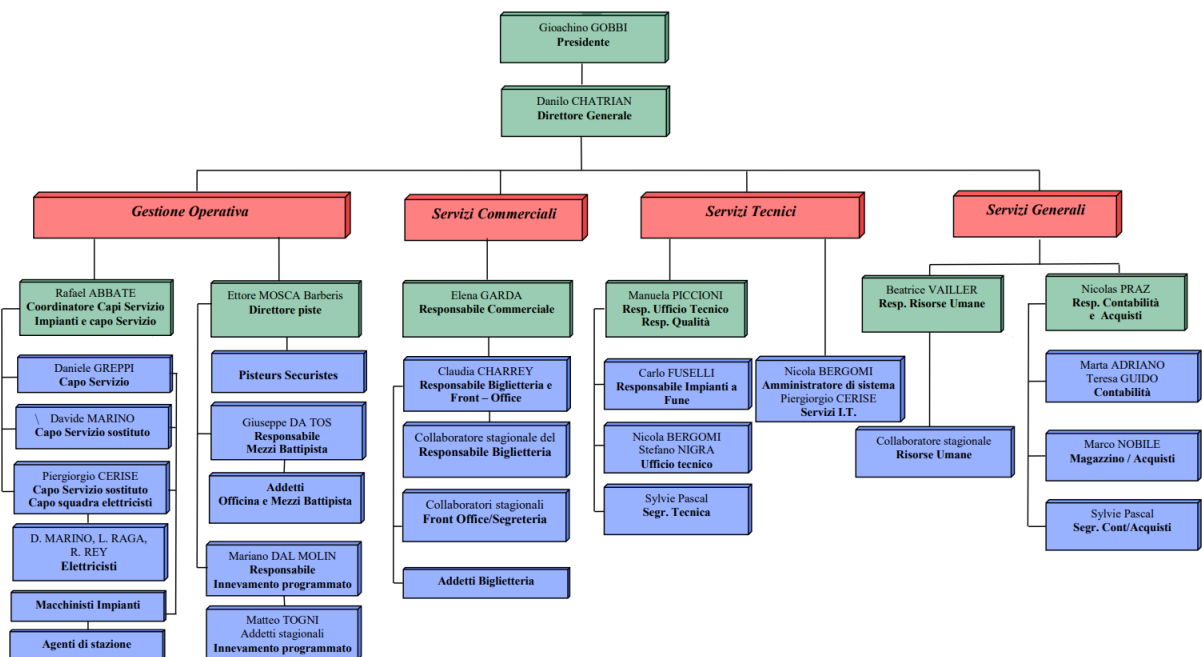 Gioachino GOBBI
Presidente
Danilo CHATRIAN
Direttore Generale
Gestione Operativa
Servizi Commerciali
Servizi Tecnici
Servizi Generali
Rafael ABBATE
Coordinatore Capi Servizio
Impianti e capo Servizio
Daniele GREPPI
Capo Servizio
\ Davide MARINO
Capo Servizio sostituto
Piergiorgio CERISE
Capo Servizio sostituto
Capo squadra elettricisti
D. MARINO, L. RAGA,
R. REY
Elettricisti
Macchinisti Impianti
Agenti di stazione
Ettore MOSCA Barberis
Direttore piste
Pisteurs Securistes
Giuseppe DA TOS
Responsabile
Mezzi Battipista
Addetti
Officina e Mezzi Battipista
Mariano DAL MOLIN
Responsabile
Innevamento programmato
Matteo TOGNI
Addetti stagionali
Innevamento programmato
Elena GARDA
Responsabile Commerciale
Claudia CHARREY
Responsabile Biglietteria e
Front – Office
Collaboratore stagionale del
Responsabile Biglietteria
Collaboratori stagionali
Front Office/Segreteria
Addetti Biglietteria
Manuela PICCIONI
Resp. Ufficio Tecnico
Resp. Qualità
Carlo FUSELLI
Responsabile Impianti a
Fune
Nicola BERGOMI
Stefano NIGRA
Ufficio tecnico
Sylvie Pascal
Segr. Tecnica
Nicola BERGOMI
Amministratore di sistema
Piergiorgio CERISE
Servizi I.T.
Beatrice VAILLER
Resp. Risorse Umane
Collaboratore stagionale
Risorse Umane
Nicolas PRAZ
Resp. Contabilità
e Acquisti
Marta ADRIANO
Teresa GUIDO
Contabilità
Marco NOBILE
Magazzino / Acquisti
Sylvie Pascal
Segr. Cont/Acquisti